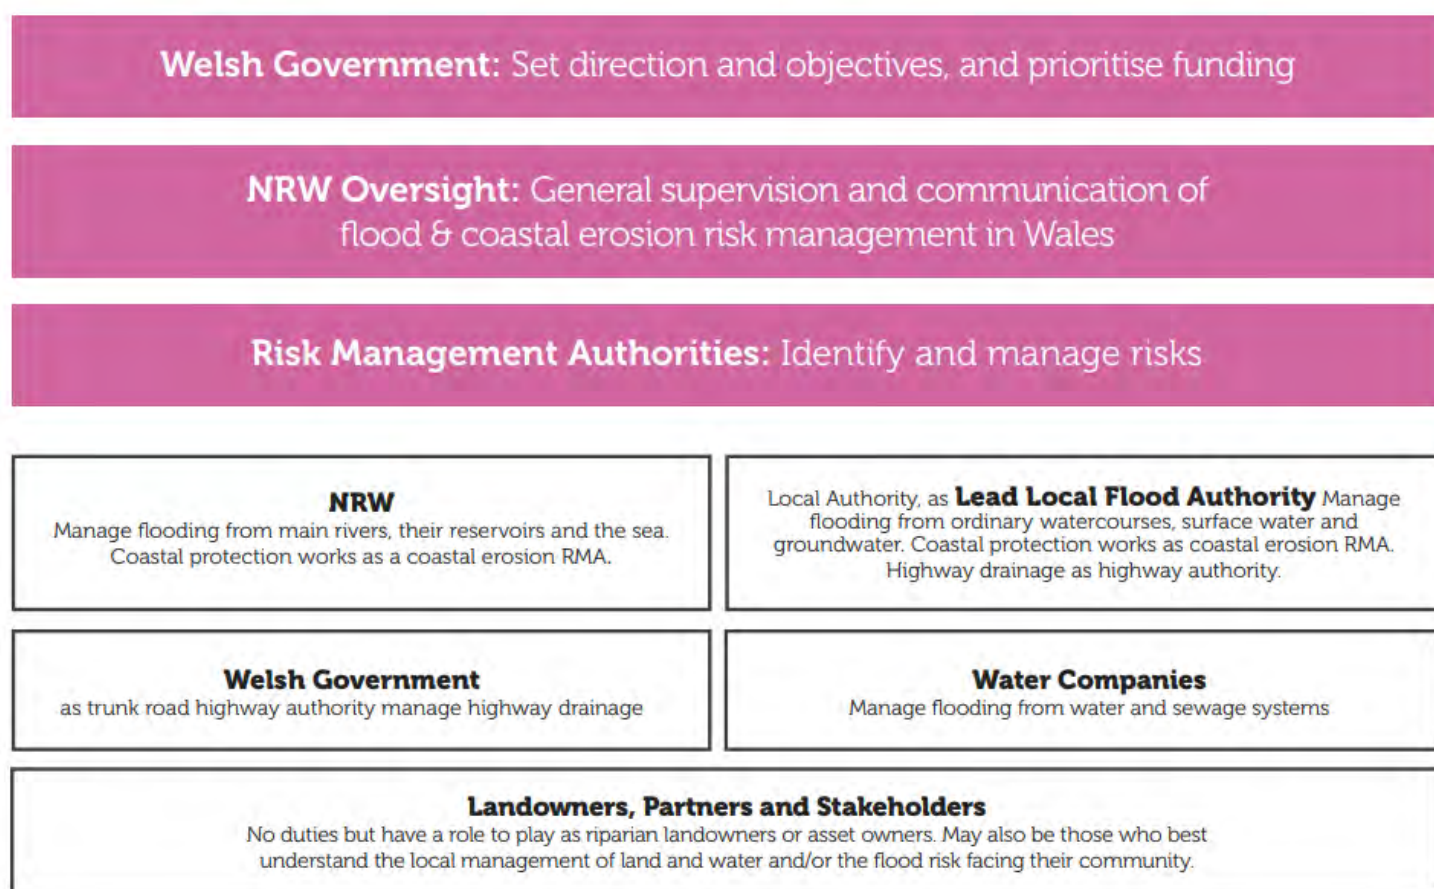 Welsh Government: Set direction and objectives, and prioritise funding
NRW Oversight: General supervision and communication of
flood & coastal erosion risk management in Wales
Risk Management Authorities: Identify and manage risks
NRW
Manage flooding from main rivers, their reservoirs and the sea.
Coastal protection works as a coastal erosion RMA.
Local Authority, as Lead Local Flood Authority Manage
flooding from ordinary watercourses, surface water and
groundwater. Coastal protection works as coastal erosion RMA.
Highway drainage as highway authority.
Welsh Government
as trunk road highway authority manage highway drainage
Water Companies
Manage flooding from water and sewage systems
Landowners, Partners and Stakeholders
No duties but have a role to play as riparian landowners or asset owners. May also be those who best
understand the local management of land and water and/or the flood risk facing their community.